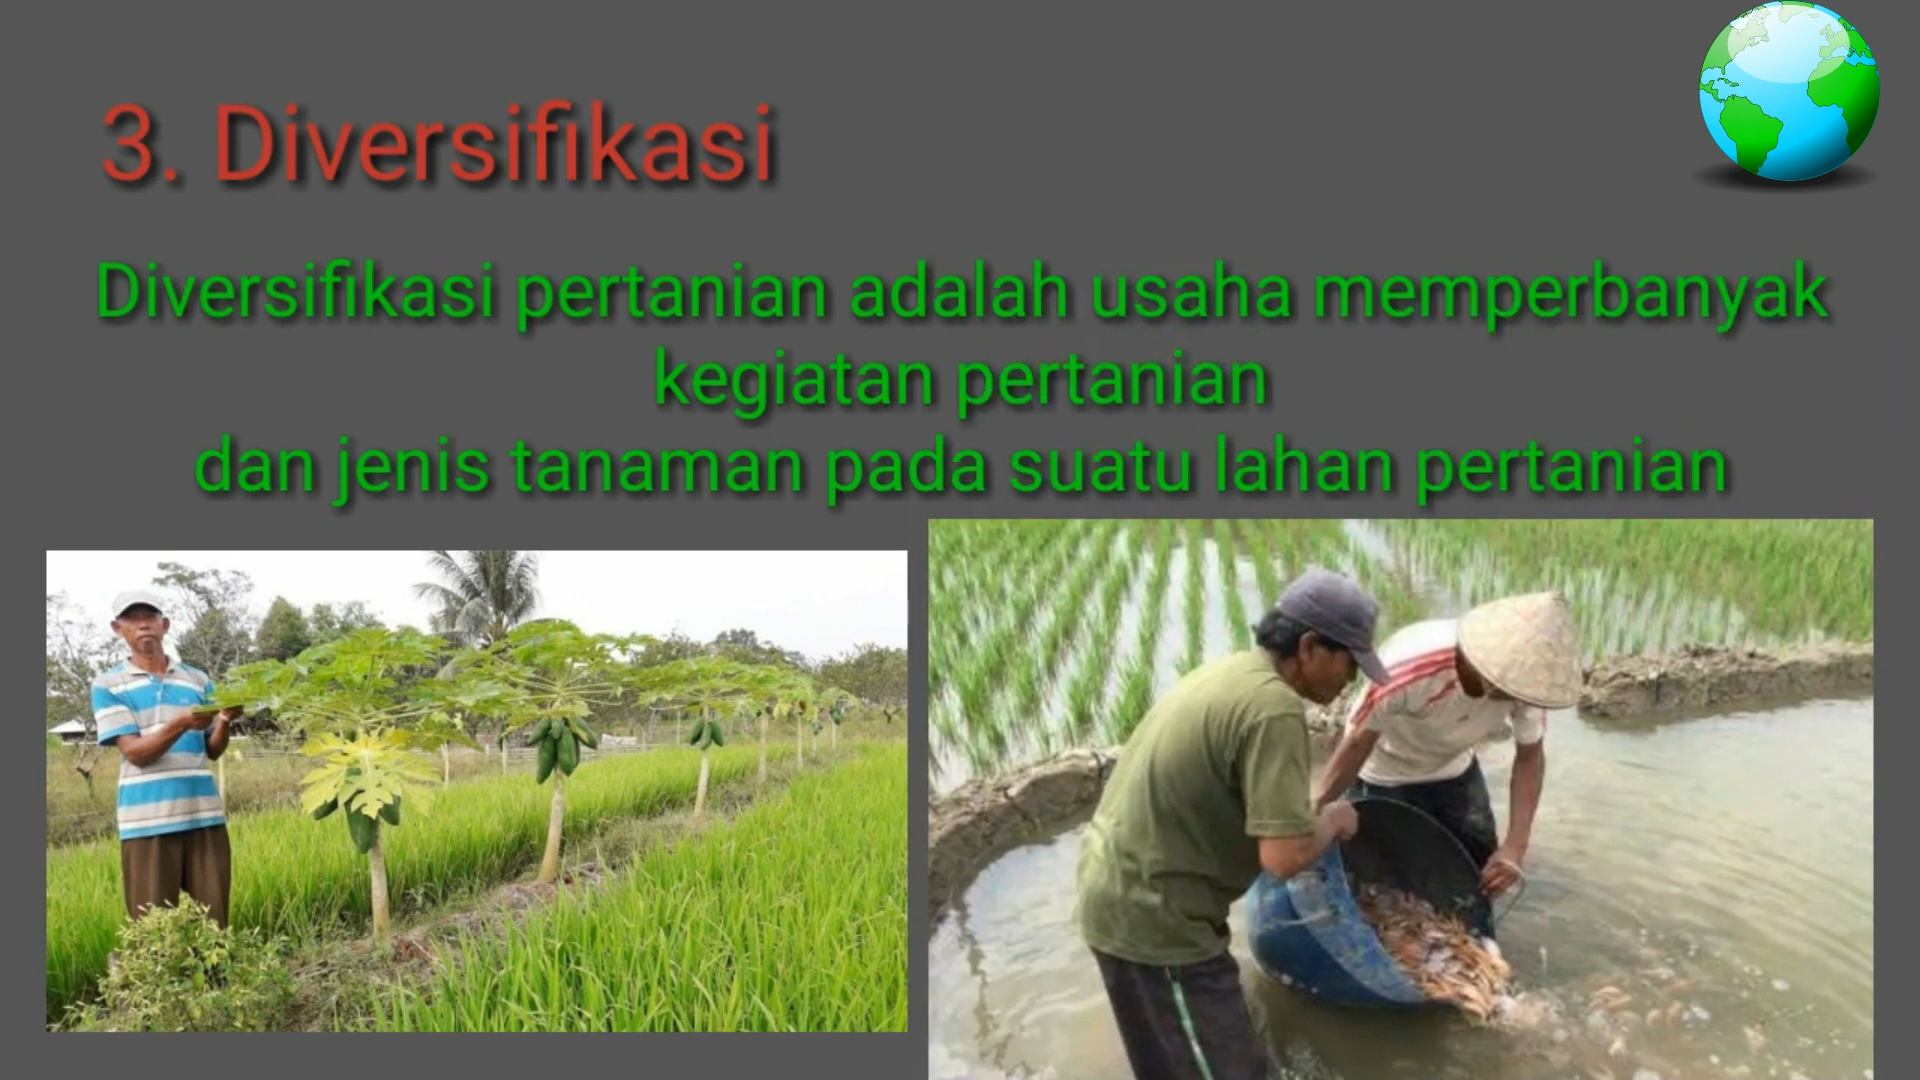 3. Diversifikasi
Diversifikasi pertanian adalah usaha memperbanyak
kegiatan pertanian
dan jenis tanaman pada suatu lahan pertanian